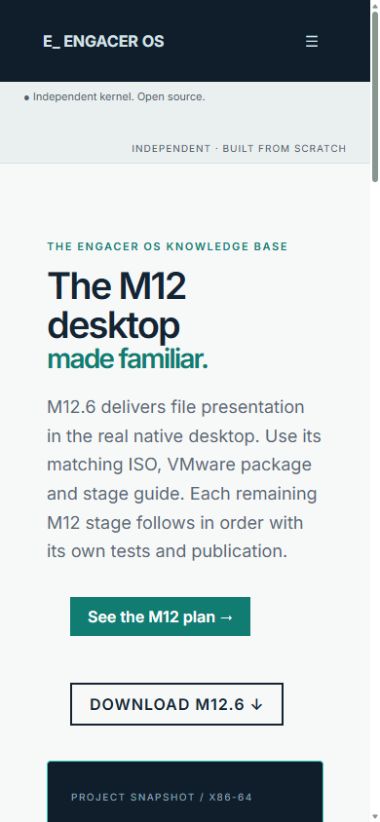 E_ ENGACER OS ☰
● Independent kernel. Open source.
INDEPENDENT · BUILT FROM SCRATCH
THE ENGACER OS KNOWLEDGE BASE
The M12
desktop
made familiar.
M12.6 delivers file presentation
in the real native desktop. Use its
matching ISO, VMware package
and stage guide. Each remaining
M12 stage follows in order with
its own tests and publication.
See the M12 plan →
DOWNLOAD M12.6 ↓
PROJECT SNAPSHOT / X86-64